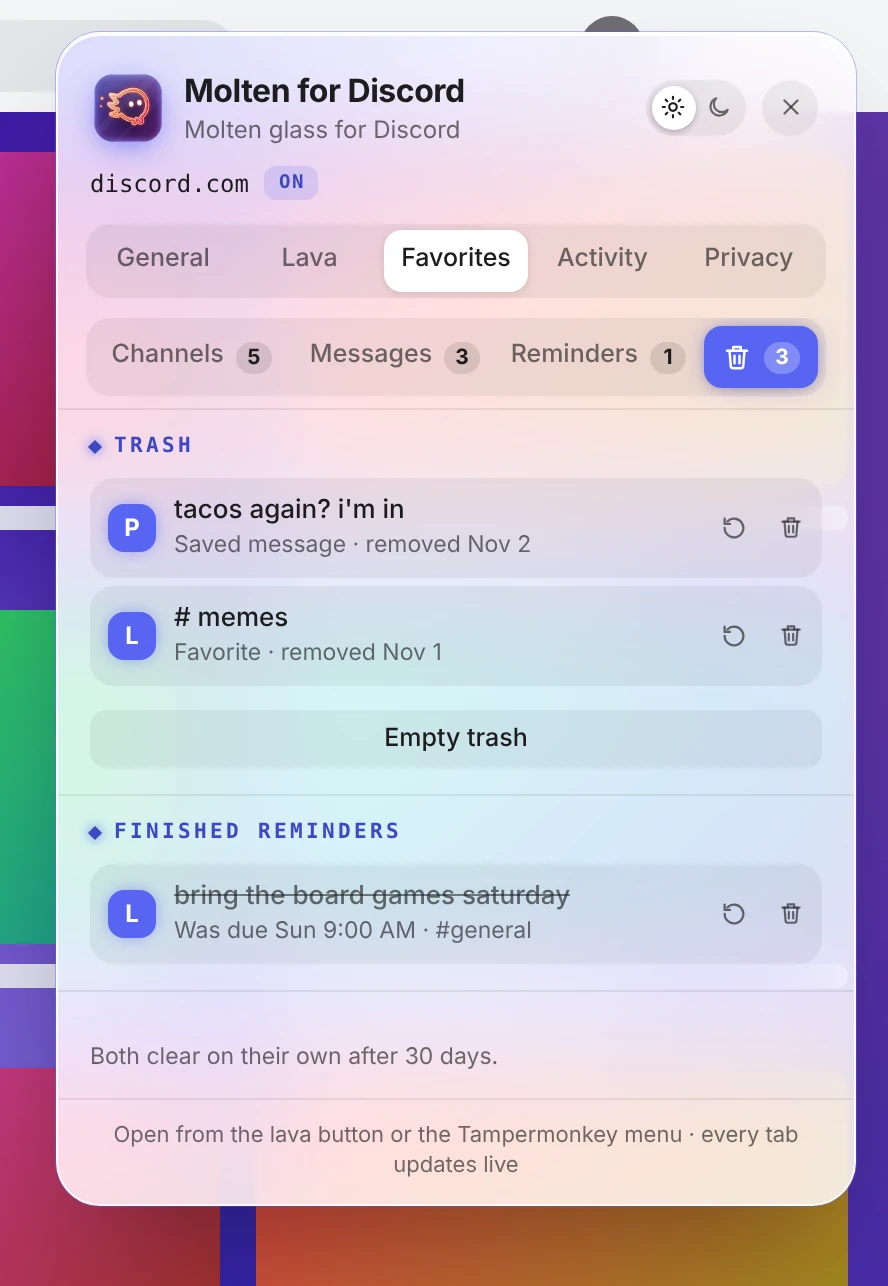 Molten for Discord
Molten glass for Discord
discord.com ON
General Lava Favorites Activity Privacy
Channels 5 Messages 3 Reminders 1 3
TRASH
P
tacos again? i'm in
Saved message · removed Nov 2
L
# memes
Favorite · removed Nov 1
Empty trash
FINISHED REMINDERS
L
bring the board games saturday
Was due Sun 9:00 AM · #general
Both clear on their own after 30 days.
Open from the lava button or the Tampermonkey menu · every tab
updates live